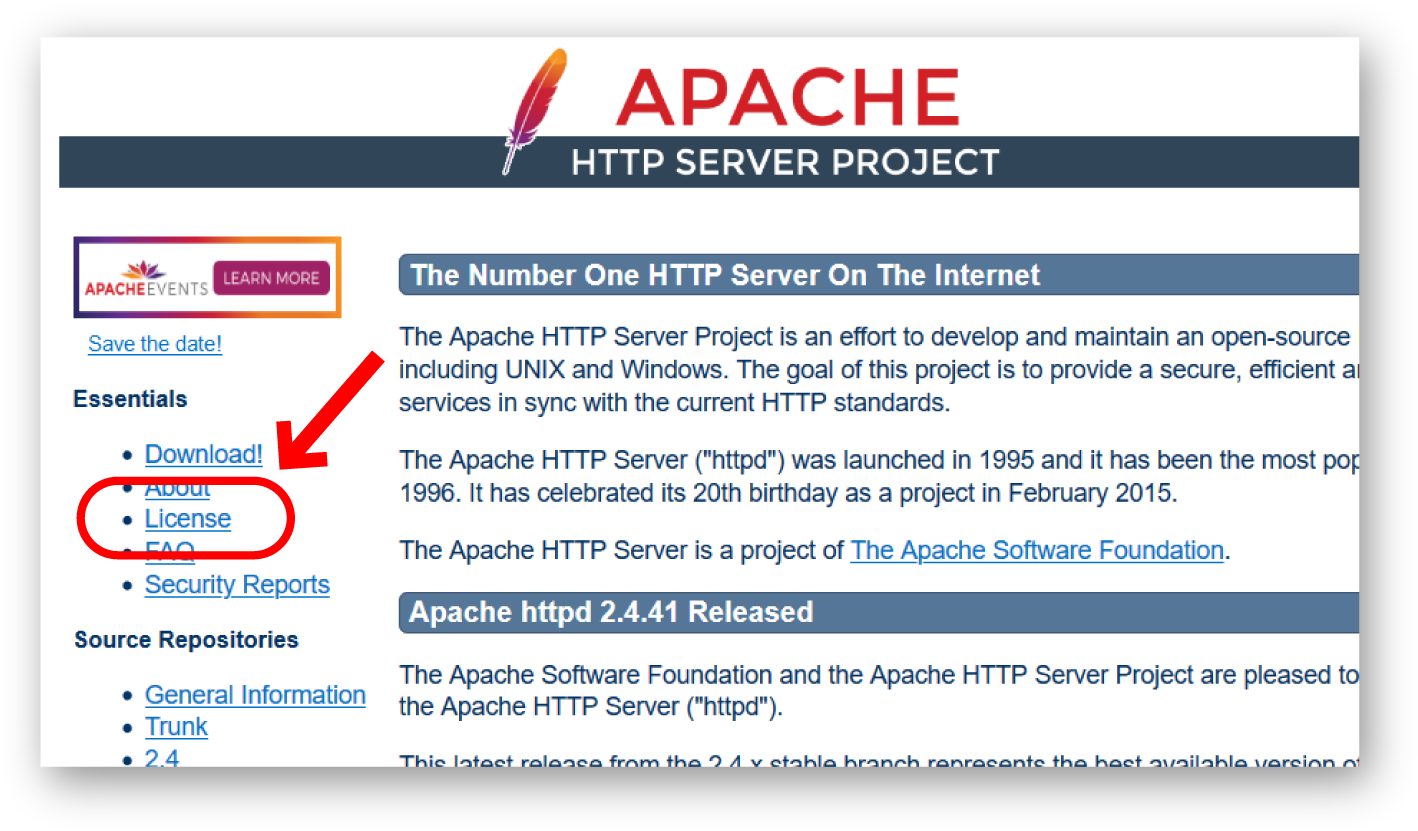 APACHE
HTTP SERVER PROJECT
APACHEEVENTS LEARN MORE
Save the date!
Essentials
Download!
About
License
FAQ
Security Reports
Source Repositories
General Information
Trunk
2.4
The Number One HTTP Server On The Internet
The Apache HTTP Server Project is an effort to develop and maintain an open-source
including UNIX and Windows. The goal of this project is to provide a secure, efficient
services in sync with the current HTTP standards.
The Apache HTTP Server ("httpd") was launched in 1995 and it has been the most
1996. It has celebrated its 20th birthday as a project in February 2015.
The Apache HTTP Server is a project of The Apache Software Foundation.
Apache httpd 2.4.41 Released
The Apache Software Foundation and the Apache HTTP Server Project are pleased to
the Apache HTTP Server ("httpd").
This latest release from the 2.4.x stable branch represents the best available version